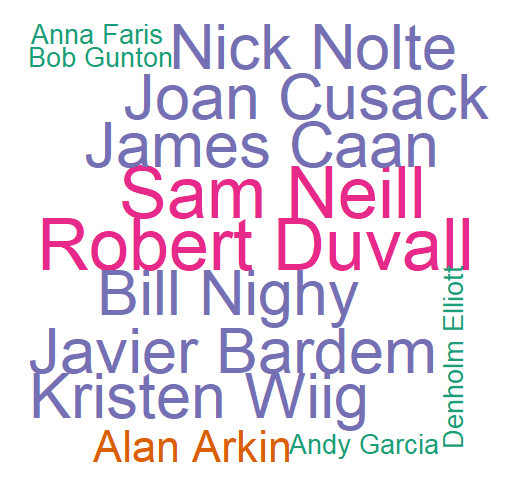 Anna Faris
Bob Gunton
Nick Nolte
Joan Cusack
James Caan
Sam Neill
Robert Duvall
Bill Nighy
Denholm Elliott
Javier Bardem
Kristen Wiig
Alan Arkin
Andy Garcia